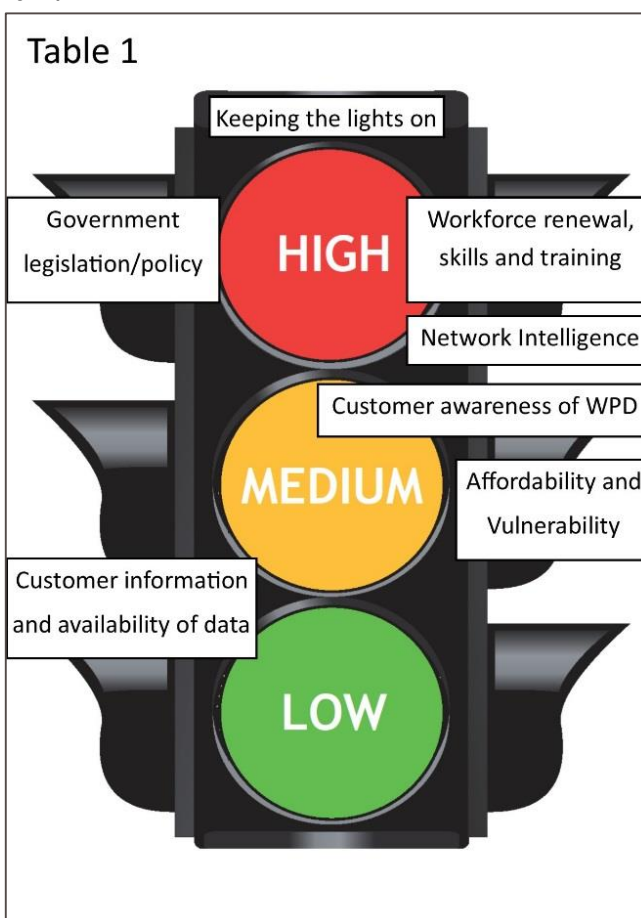 Table 1
Keeping the lights on
Government
legislation/policy
HIGH
Workforce renewal,
skills and training
Network Intelligence
Customer awareness of WPD
MEDIUM
Affordability and
Vulnerability
Customer information
and availability of data
LOW